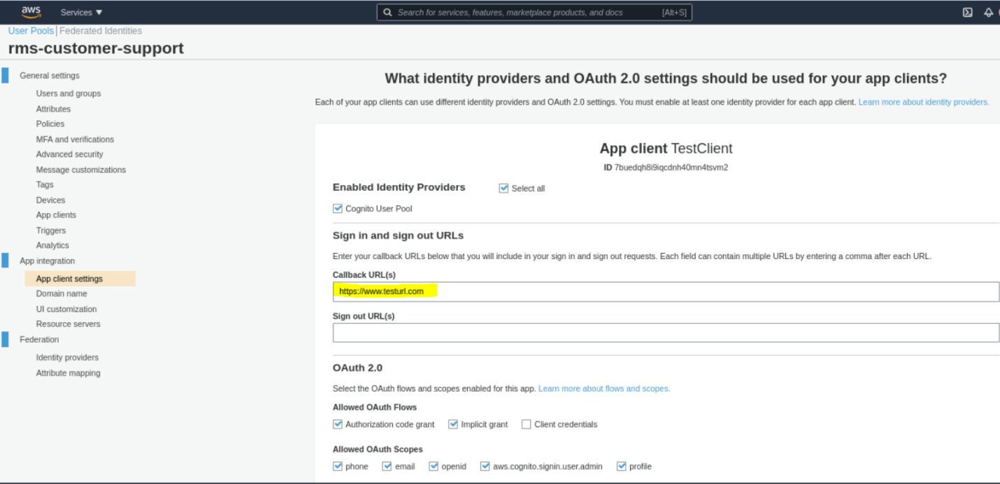 aws Services Search for services, features, marketplace products, and docs [Alt+S]
User Pools | Federated Identities
rms-customer-support
General settings
Users and groups
Attributes
Policies
MFA and verifications
Advanced security
Message customizations
Tags
Devices
App clients
Triggers
Analytics
App integration
App client settings
Domain name
UI customization
Resource servers
Federation
Identity providers
Attribute mapping
What identity providers and OAuth 2.0 settings should be used for your app clients?
Each of your app clients can use different identity providers and OAuth 2.0 settings. You must enable at least one identity provider for each app client. Learn more about identity providers.
App client TestClient
ID 7buedqh8i9iqcdnh40mn4tsvm2
Enabled Identity Providers Select all
Cognito User Pool
Sign in and sign out URLs
Enter your callback URLs below that you will include in your sign in and sign out requests. Each field can contain multiple URLs by entering a comma after each URL.
Callback URL(s)
https://www.testurl.com
Sign out URL(s)
OAuth 2.0
Select the OAuth flows and scopes enabled for this app. Learn more about flows and scopes.
Allowed OAuth Flows
Authorization code grant Implicit grant Client credentials
Allowed OAuth Scopes
phone email openid aws.cognito.signin.user.admin profile